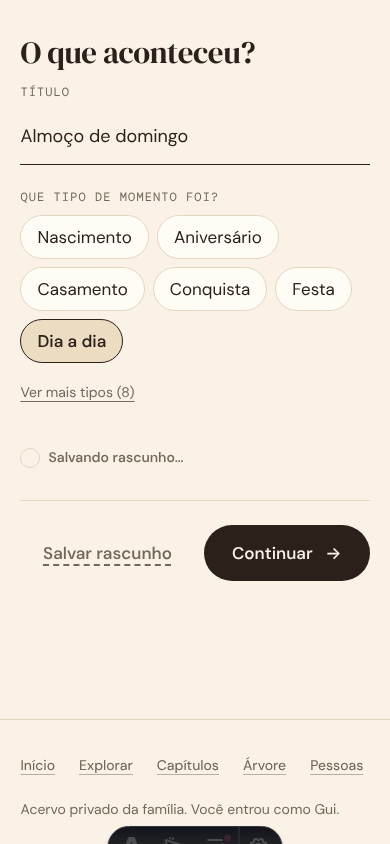 O que aconteceu?
TÍTULO
Almoço de domingo
QUE TIPO DE MOMENTO FOI?
Nascimento Aniversário
Casamento Conquista Festa
Dia a dia
Ver mais tipos (8)
Salvando rascunho…
Salvar rascunho Continuar →
Início Explorar Capítulos Árvore Pessoas
Acervo privado da família. Você entrou como Gui.